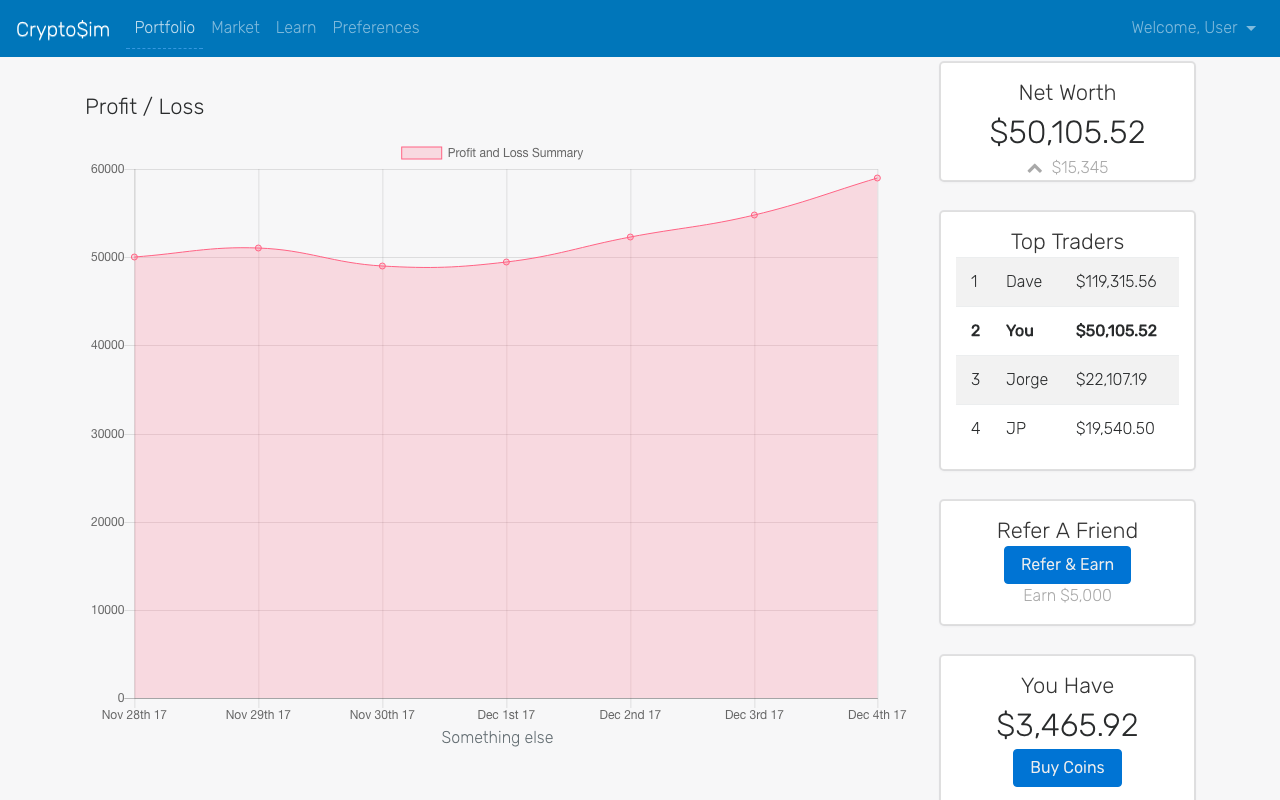 Crypto$im Portfolio Market Learn Preferences Welcome, User
Profit / Loss
Profit and Loss Summary
60000
50000
40000
30000
20000
10000
0
Nov 28th 17 Nov 29th 17 Nov 30th 17 Dec 1st 17 Dec 2nd 17 Dec 3rd 17 Dec 4th 17
Something else
Net Worth
$50,105.52
$15,345
Top Traders
1 Dave $119,315.56
2 You $50,105.52
3 Jorge $22,107.19
4 JP $19,540.50
Refer A Friend
Refer & Earn
Earn $5,000
You Have
$3,465.92
Buy Coins